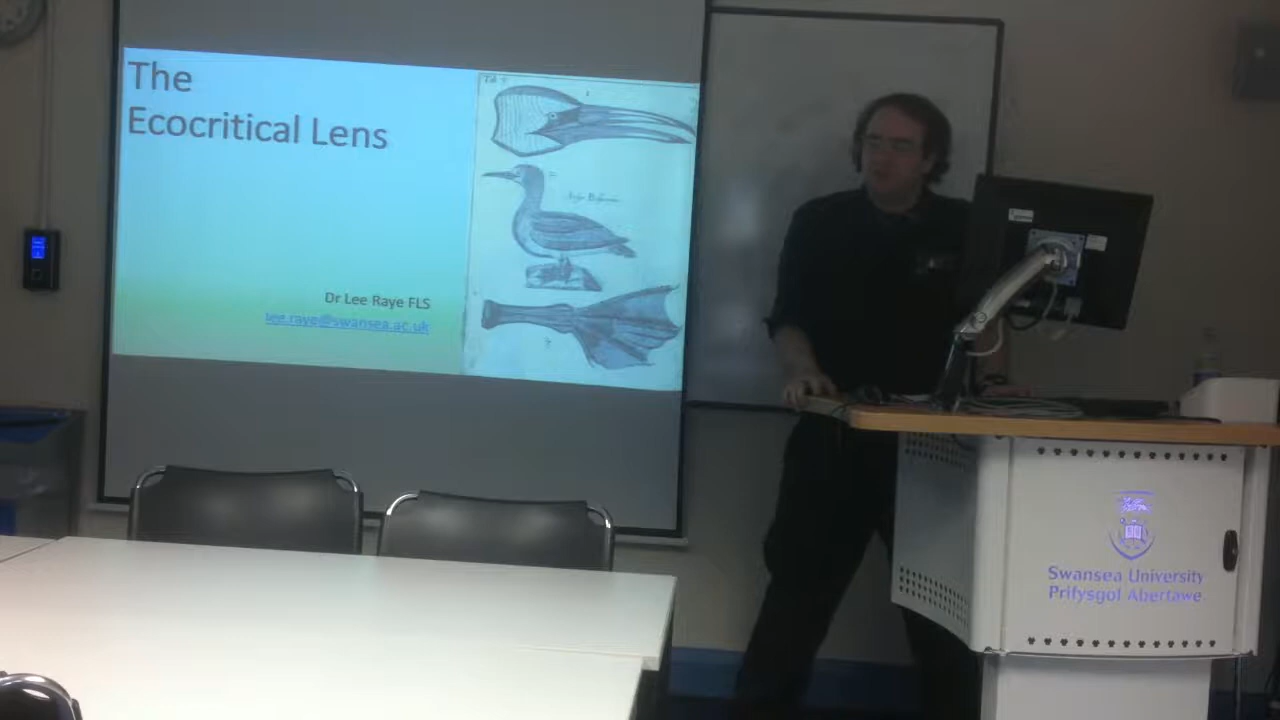 The
Ecocritical Lens
Dr Lee Raye FLS
lee.raye@swansea.ac.uk
Swansea University
Prifysgol Abertawe